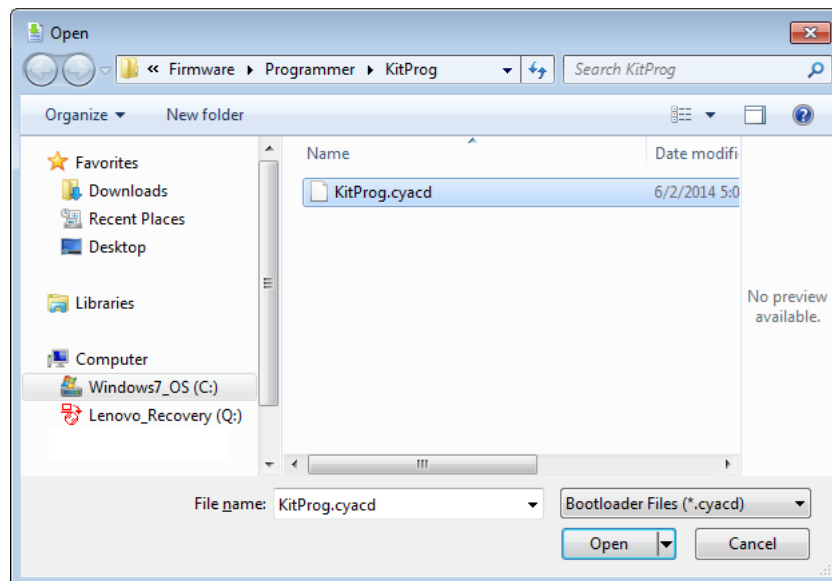 Open
« Firmware ▸ Programmer ▸ KitProg
Search KitProg
Organize
New folder
Favorites
Downloads
Recent Places
Desktop
Libraries
Computer
Windows7_OS (C:)
Lenovo_Recovery (Q:)
Name
Date modifi
KitProg.cyacd
6/2/2014 5:0
No preview
available.
File name:
KitProg.cyacd
Bootloader Files (*.cyacd)
Open
Cancel